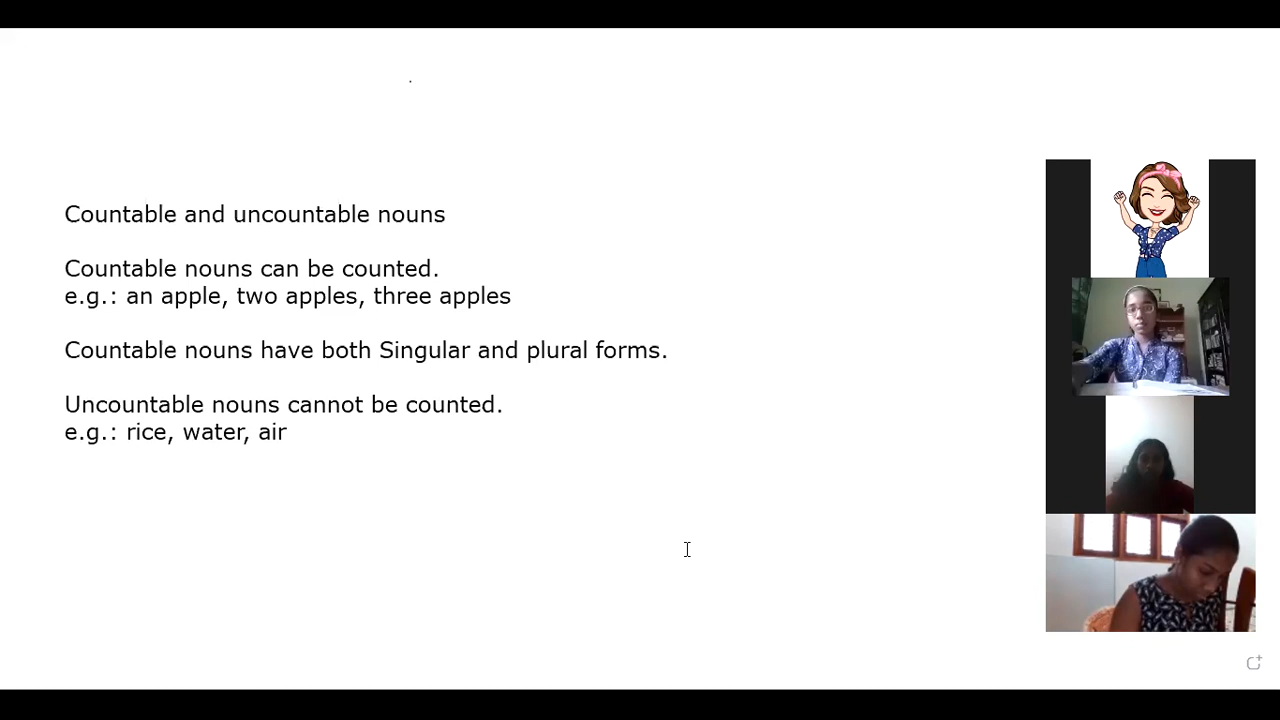 Countable and uncountable nouns
Countable nouns can be counted.
e.g.: an apple, two apples, three apples
Countable nouns have both Singular and plural forms.
Uncountable nouns cannot be counted.
e.g.: rice, water, air